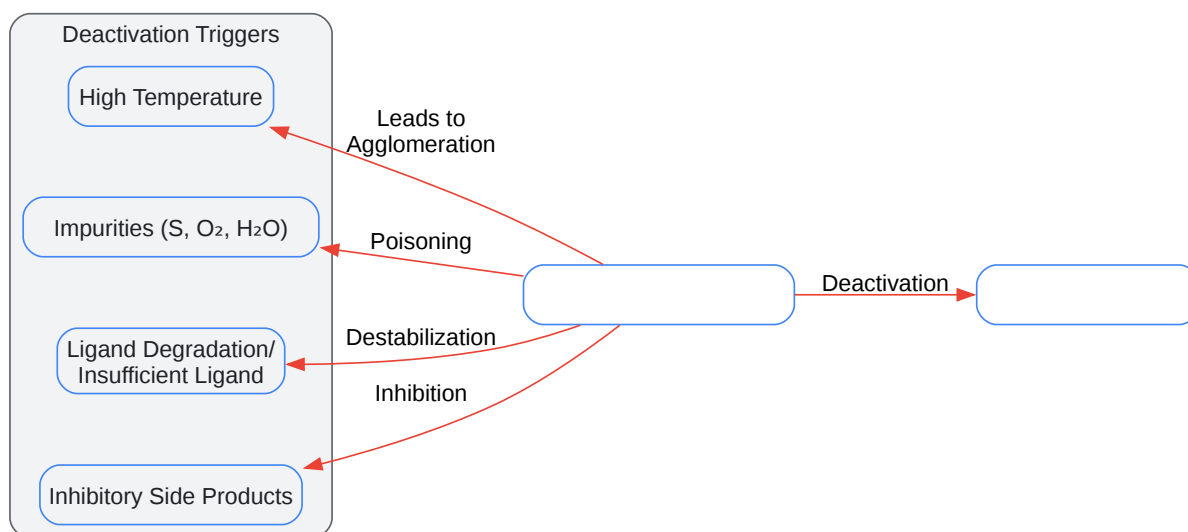 Deactivation Triggers
High Temperature
Leads to
Agglomeration
Impurities (S, O₂, H₂O)
Poisoning
Deactivation
Ligand Degradation/
Insufficient Ligand
Destabilization
Inhibition
Inhibitory Side Products